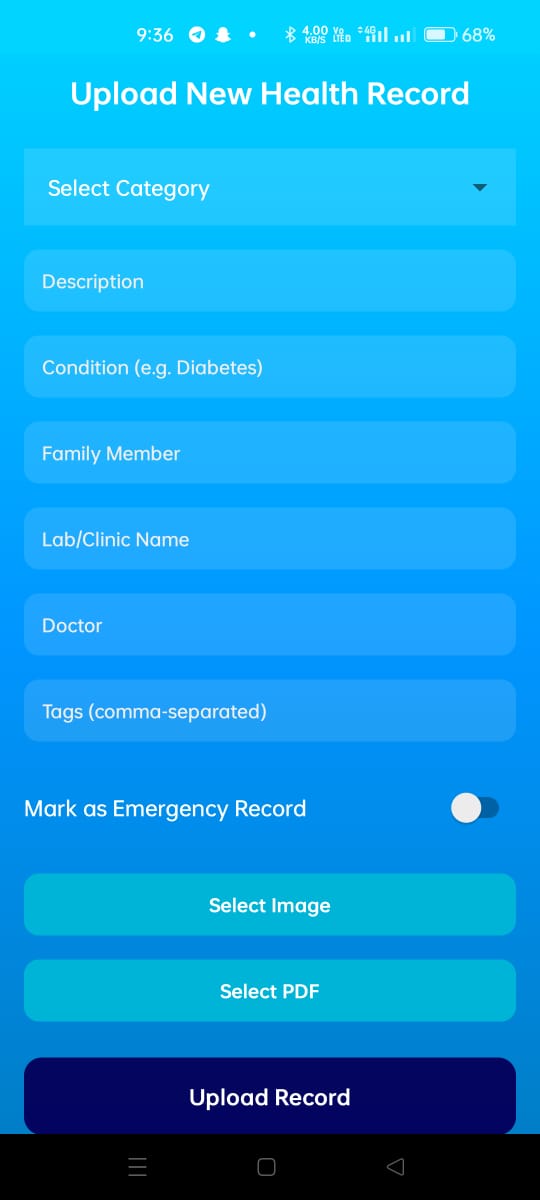 9:36 4.00 KB/S Vo LTE 4G 68%
Upload New Health Record
Select Category
Description
Condition (e.g. Diabetes)
Family Member
Lab/Clinic Name
Doctor
Tags (comma-separated)
Mark as Emergency Record
Select Image
Select PDF
Upload Record